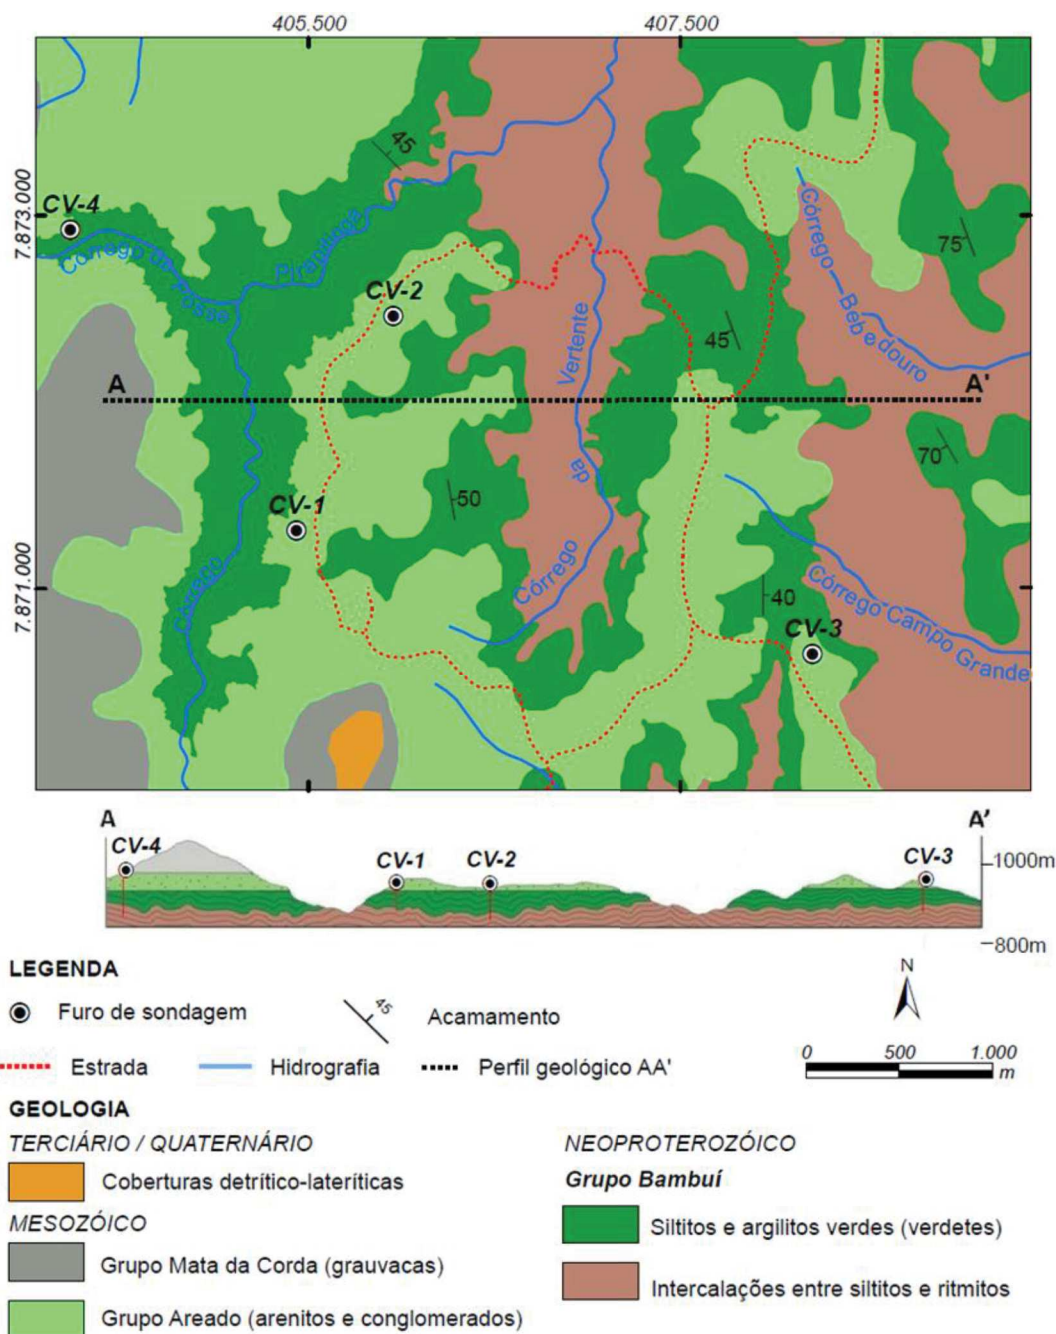 405.500
407.500
7.873.000
7.871.000
CV-4
Córrego da Posse
Pirapitinga
45
CV-2
Vertente
75
Córrego
Bebedouro
45
A
A'
da
70
50
CV-1
Córrego
Córrego
40
CV-3
Córrego Campo Grande
A
A'
CV-4
CV-1
CV-2
CV-3
1000m
800m
LEGENDA
N
Furo de sondagem
45
Acamamento
Estrada
Hidrografia
Perfil geológico AA'
0 500 1.000
m
GEOLOGIA
TERCIÁRIO / QUATERNÁRIO
Coberturas detrítico-lateríticas
MESOZÓICO
Grupo Mata da Corda (grauvacas)
Grupo Areado (arenitos e conglomerados)
NEOPROTEROZÓICO
Grupo Bambuí
Siltitos e argilitos verdes (verdetes)
Intercalações entre siltitos e ritmitos